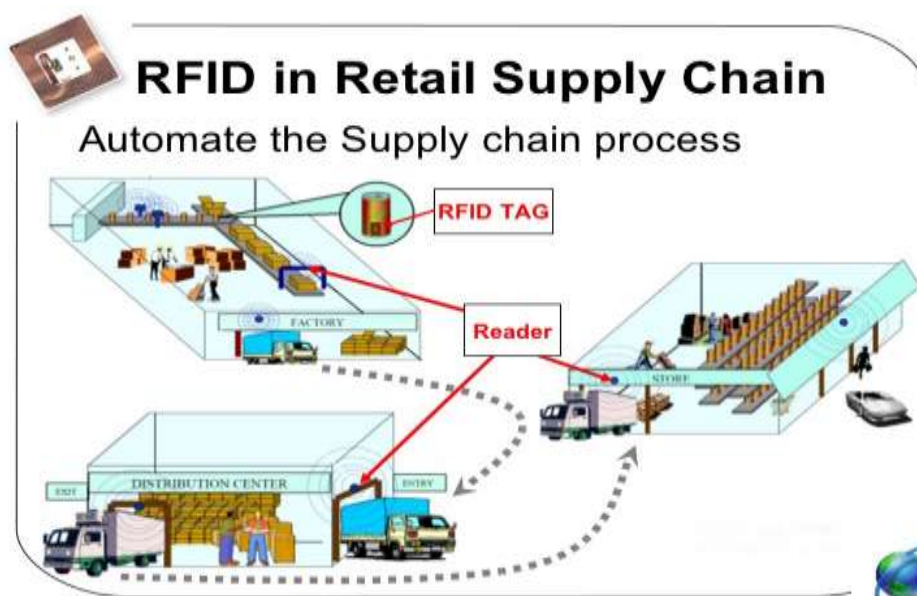 RFID in Retail Supply Chain
Automate the Supply chain process
RFID TAG
FACTORY
Reader
STORE
EXIT
DISTRIBUTION CENTER
ENTRY